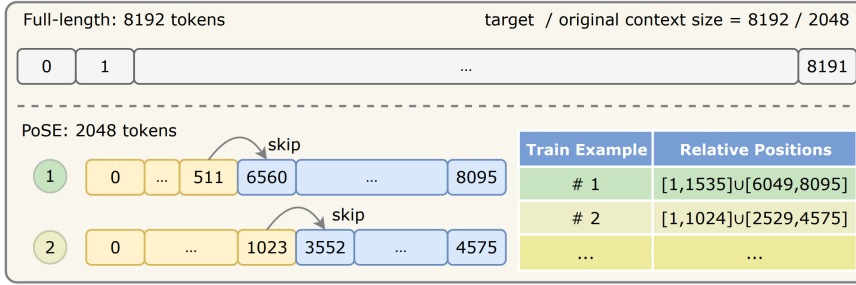 Full-length: 8192 tokens
target / original context size = 8192 / 2048
0 1 ... 8191
PoSE: 2048 tokens
skip
1 0 ... 511 6560 ... 8095
skip
2 0 ... 1023 3552 ... 4575
Train Example Relative Positions
# 1 [1,1535]∪[6049,8095]
# 2 [1,1024]∪[2529,4575]
... ...